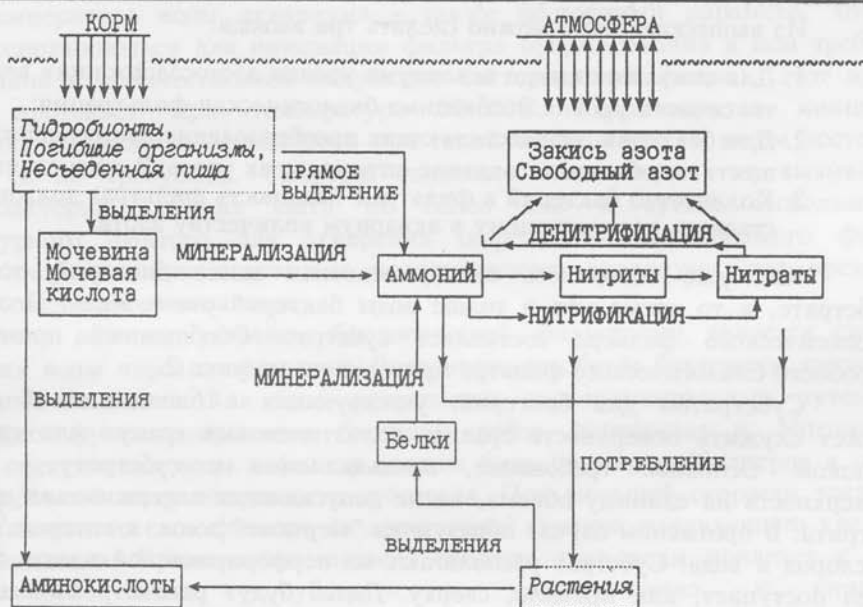 КОРМ
АТМОСФЕРА
Гидробионты,
Погибшие организмы,
Несъеденная пища
ПРЯМОЕ
ВЫДЕЛЕНИЕ
Закись азота
Свободный азот
ВЫДЕЛЕНИЯ
ДЕНИТРИФИКАЦИЯ
Мочевина
Мочевая
кислота
МИНЕРАЛИЗАЦИЯ
Аммоний
Нитриты
Нитраты
НИТРИФИКАЦИЯ
МИНЕРАЛИЗАЦИЯ
ВЫДЕЛЕНИЯ
Белки
ПОТРЕБЛЕНИЕ
ВЫДЕЛЕНИЯ
АМИНОКИСЛОТЫ
Растения